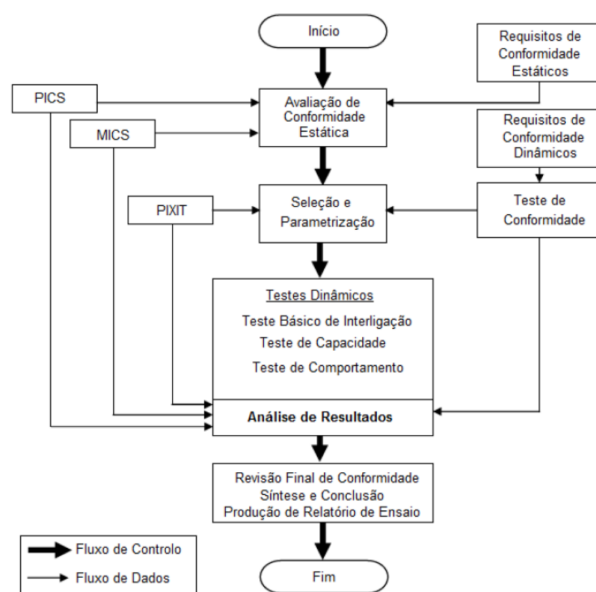 Início
Requisitos de
Conformidade
Estáticos
PICS
Avaliação de
Conformidade
Estática
MICS
Requisitos de
Conformidade
Dinâmicos
PIXIT
Seleção e
Parametrização
Teste de
Conformidade
Testes Dinâmicos
Teste Básico de Interligação
Teste de Capacidade
Teste de Comportamento
Análise de Resultados
Revisão Final de Conformidade
Síntese e Conclusão
Produção de Relatório de Ensaio
Fluxo de Controlo
Fluxo de Dados
Fim